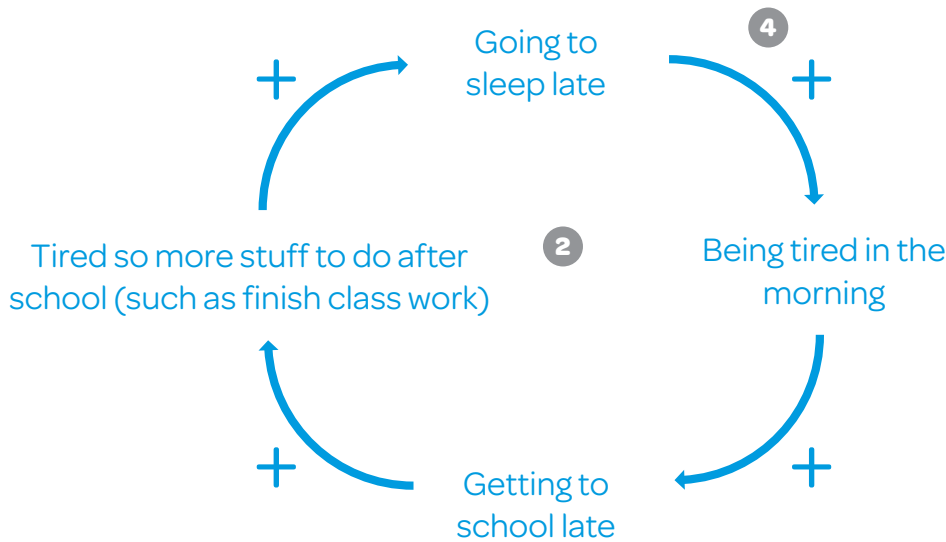 4
+
+
Going to
sleep late
Tired so more stuff to do after
school (such as finish class work)
2
Being tired in the
morning
+
+
Getting to
school late